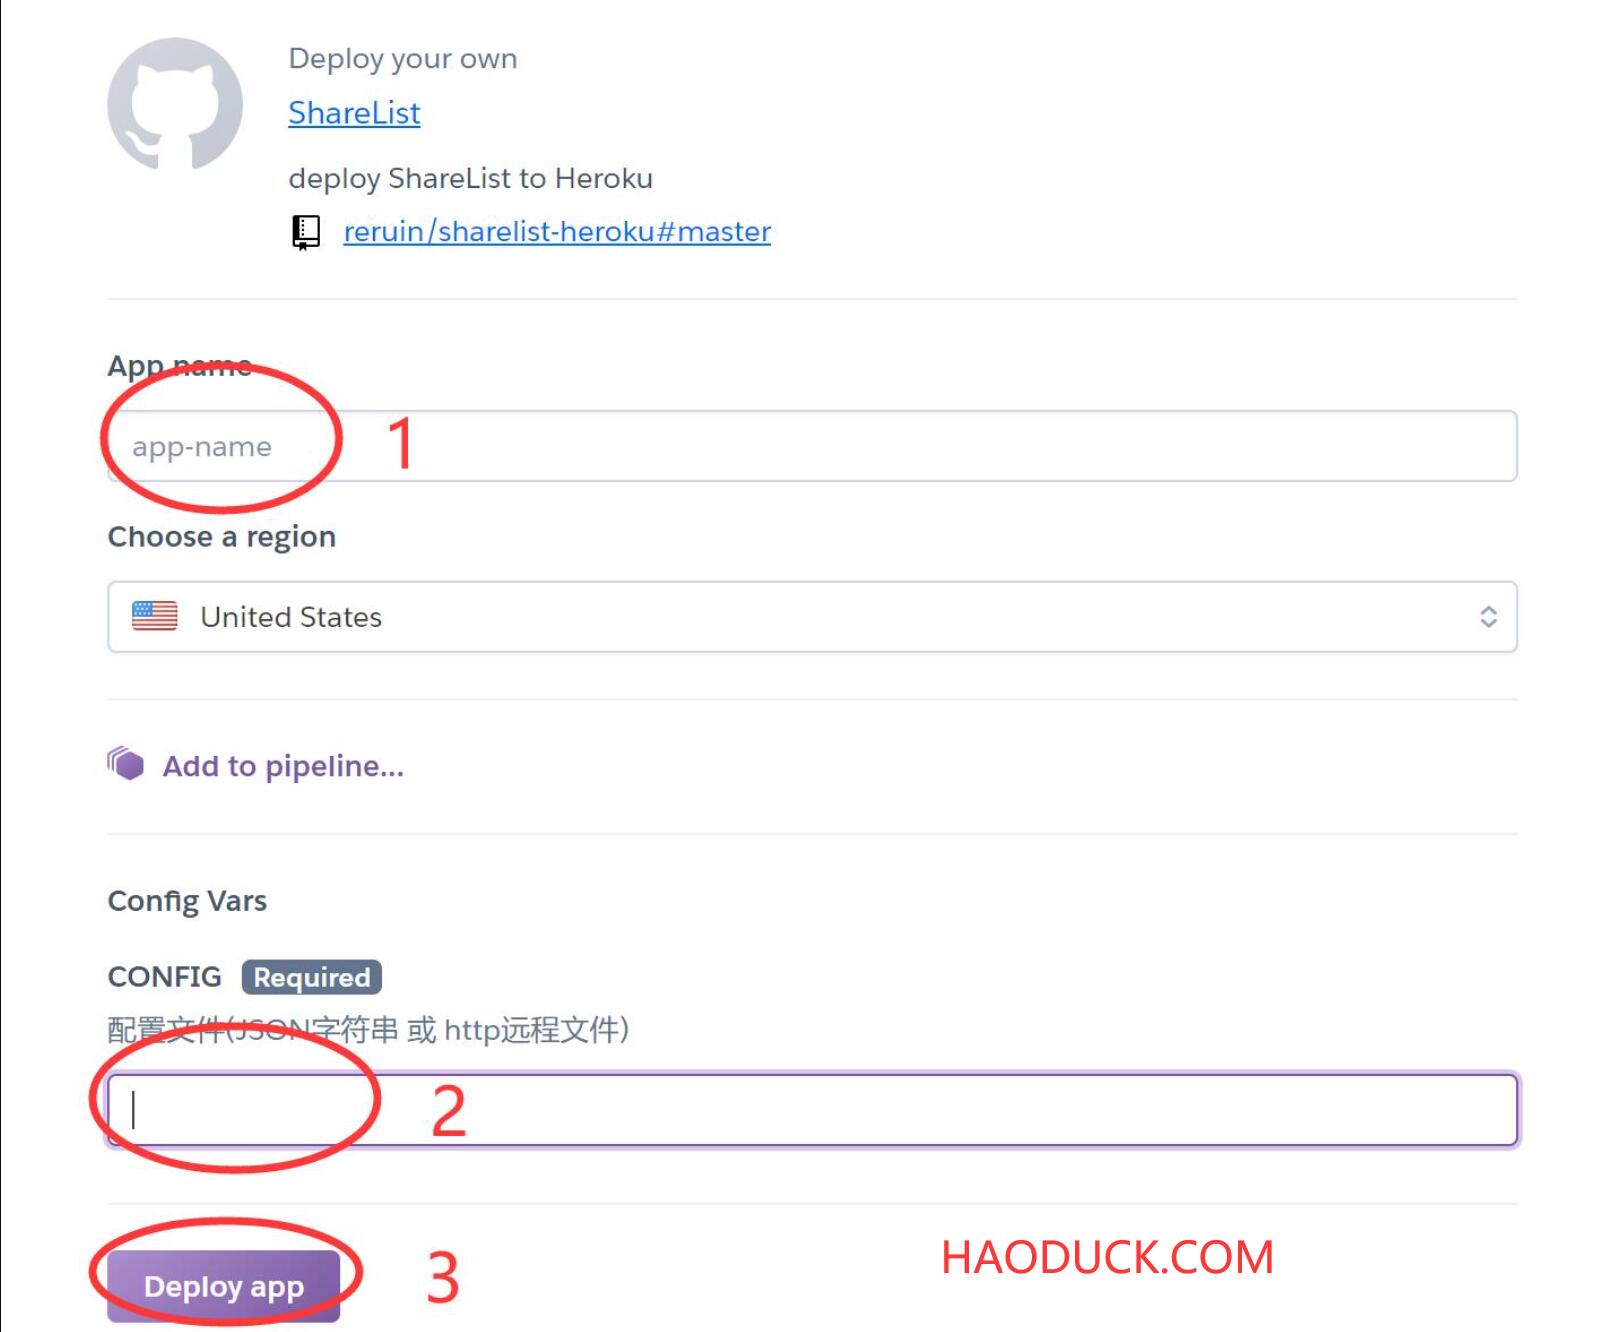 Deploy your own
ShareList
deploy ShareList to Heroku
reruin/sharelist-heroku#master
App name
app-name
1
Choose a region
United States
Add to pipeline...
Config Vars
CONFIG Required
配置文件(JSON字符串 或 http远程文件)
2
HAODUCK.COM
Deploy app
3